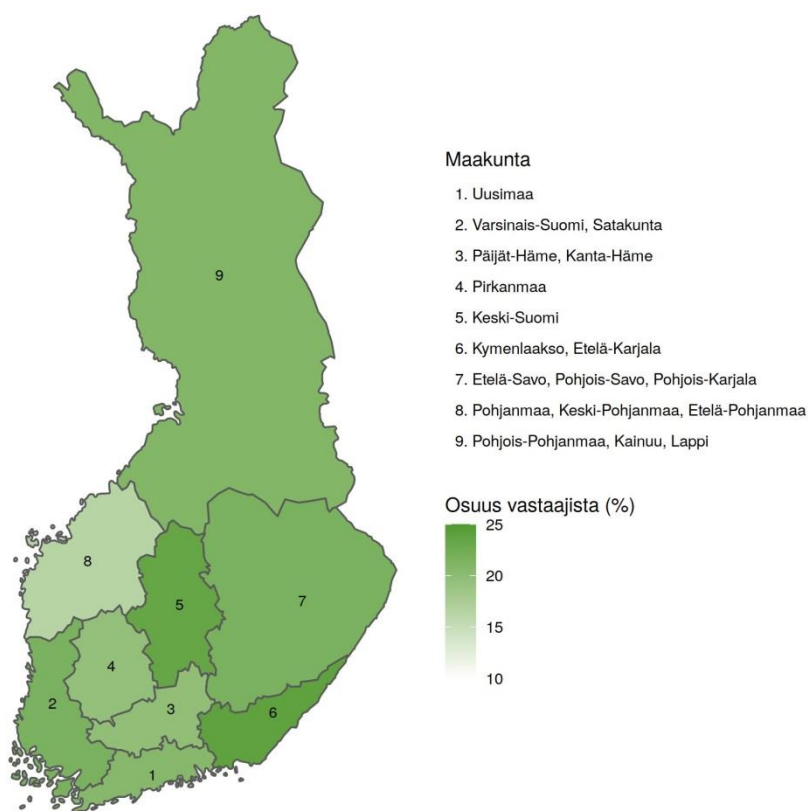 Maakunta
1. Uusimaa
2. Varsinais-Suomi, Satakunta
3. Päijät-Häme, Kanta-Häme
4. Pirkanmaa
5. Keski-Suomi
6. Kymenlaakso, Etelä-Karjala
7. Etelä-Savo, Pohjois-Savo, Pohjois-Karjala
8. Pohjanmaa, Keski-Pohjanmaa, Etelä-Pohjanmaa
9. Pohjois-Pohjanmaa, Kainuu, Lappi
Osuus vastaajista (%)
25
20
15
10
9
8
5
7
4
2
3
6
1